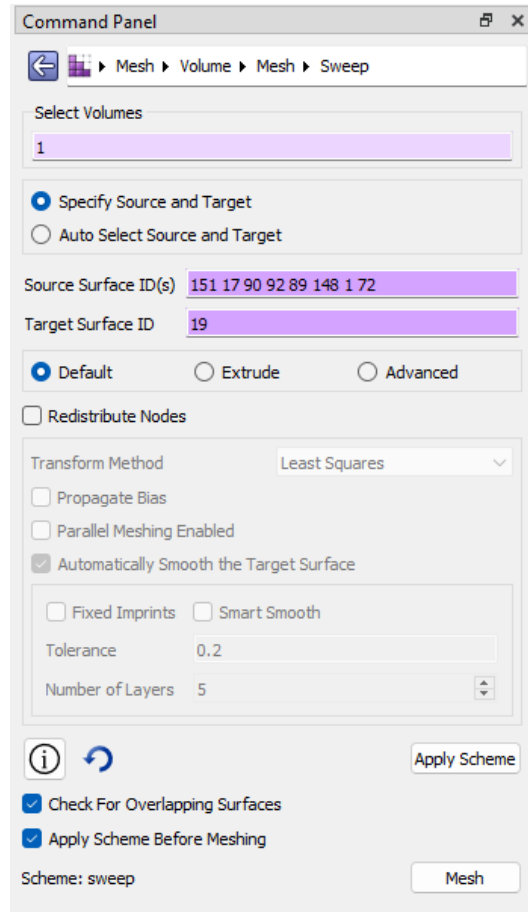 Command Panel
Mesh Volume Mesh Sweep
Select Volumes
1
Specify Source and Target
Auto Select Source and Target
Source Surface ID(s) 151 17 90 92 89 148 1 72
Target Surface ID 19
Default Extrude Advanced
Redistribute Nodes
Transform Method Least Squares
Propagate Bias
Parallel Meshing Enabled
Automatically Smooth the Target Surface
Fixed Imprints Smart Smooth
Tolerance 0.2
Number of Layers 5
Apply Scheme
Check For Overlapping Surfaces
Apply Scheme Before Meshing
Scheme: sweep Mesh